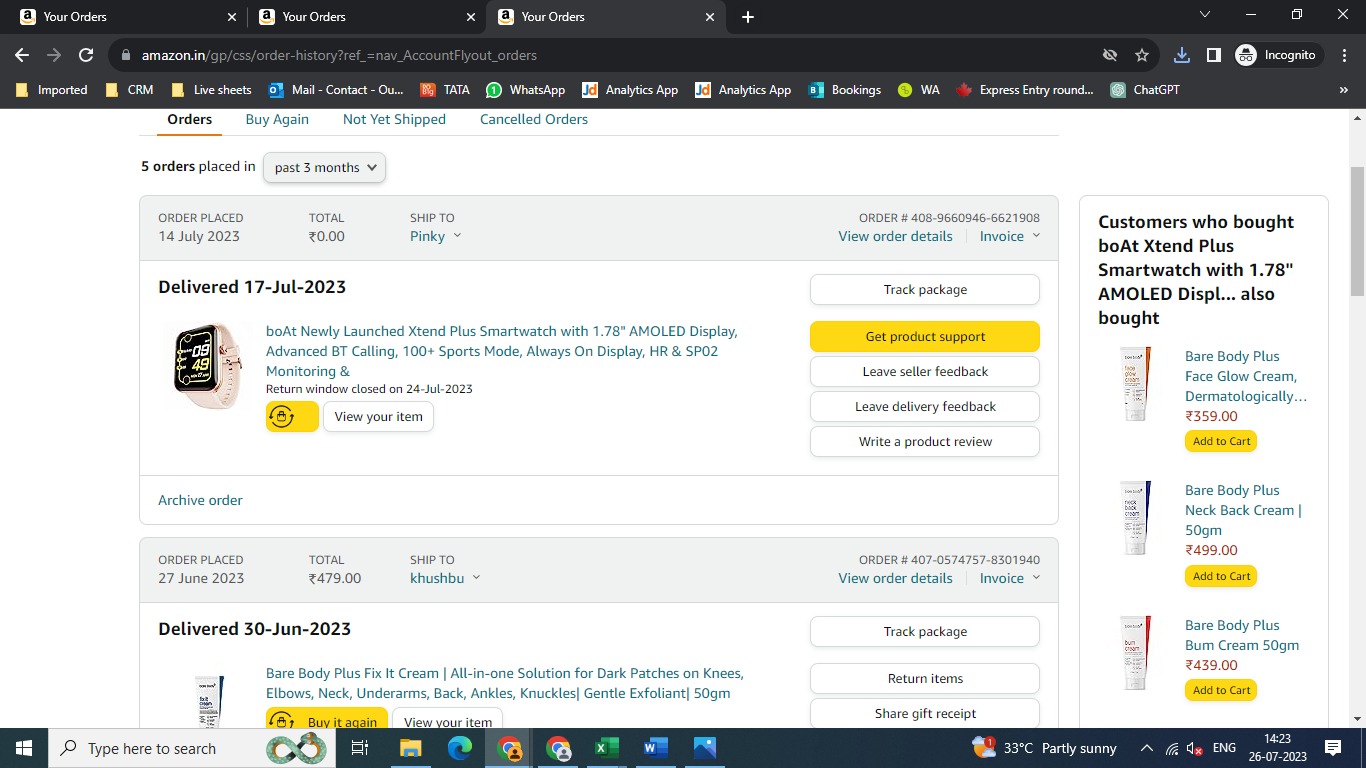 Your Orders
Your Orders
Your Orders
amazon.in/gp/css/order-history?ref_=nav_AccountFlyout_orders
Incognito
Imported
CRM
Live sheets
Mail - Contact - Ou...
TATA
WhatsApp
Analytics App
Analytics App
Bookings
WA
Express Entry round...
ChatGPT
Orders
Buy Again
Not Yet Shipped
Cancelled Orders
5 orders placed in
past 3 months
ORDER PLACED
14 July 2023
TOTAL
₹0.00
SHIP TO
Pinky
ORDER # 408-9660946-6621908
View order details
Invoice
Delivered 17-Jul-2023
boAt Newly Launched Xtend Plus Smartwatch with 1.78" AMOLED Display,
Advanced BT Calling, 100+ Sports Mode, Always On Display, HR & SP02
Monitoring &
Return window closed on 24-Jul-2023
View your item
Track package
Get product support
Leave seller feedback
Leave delivery feedback
Write a product review
Archive order
ORDER PLACED
27 June 2023
TOTAL
₹479.00
SHIP TO
khushbu
ORDER # 407-0574757-8301940
View order details
Invoice
Delivered 30-Jun-2023
Bare Body Plus Fix It Cream | All-in-one Solution for Dark Patches on Knees,
Elbows, Neck, Underarms, Back, Ankles, Knuckles| Gentle Exfoliant| 50gm
Buy it again
View your item
Track package
Return items
Share gift receipt
Customers who bought
boAt Xtend Plus
Smartwatch with 1.78"
AMOLED Displ... also
bought
face
glow
cream
Bare Body Plus
Face Glow Cream,
Dermatologically...
₹359.00
Add to Cart
neck
back
cream
Bare Body Plus
Neck Back Cream |
50gm
₹499.00
Add to Cart
bum
cream
Bare Body Plus
Bum Cream 50gm
₹439.00
Add to Cart
Type here to search
33°C Partly sunny
ENG
14:23
26-07-2023